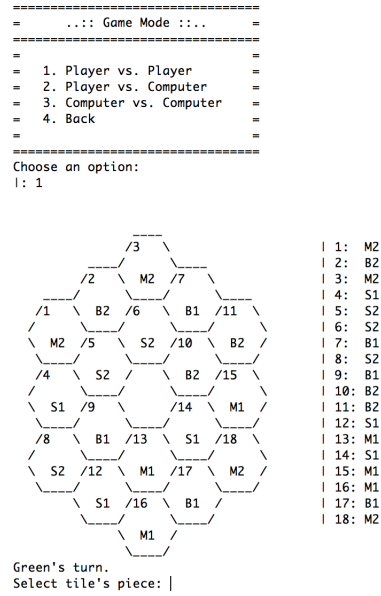 ==================================
=      ..:: Game Mode ::..      =
==================================
=                                =
=   1. Player vs. Player         =
=   2. Player vs. Computer       =
=   3. Computer vs. Computer     =
=   4. Back                      =
=                                =
==================================
Choose an option:
|: 1
/3 \ | 1: M2
/2 \ M2 /7 \ | 2: B2
| 3: M2
| 4: S1
/1 \ B2 /6 \ B1 /11 \ | 5: S2
| 6: S2
\ M2 /5 \ S2 /10 \ B2 / | 7: B1
| 8: S2
/4 \ S2 / \ B2 /15 \ | 9: B1
| 10: B2
\ S1 /9 \ /14 \ M1 / | 11: B2
| 12: S1
/8 \ B1 /13 \ S1 /18 \ | 13: M1
| 14: S1
\ S2 /12 \ M1 /17 \ M2 / | 15: M1
| 16: M1
\ S1 /16 \ B1 / | 17: B1
| 18: M2
\ M1 /
Green's turn.
Select tile's piece: |